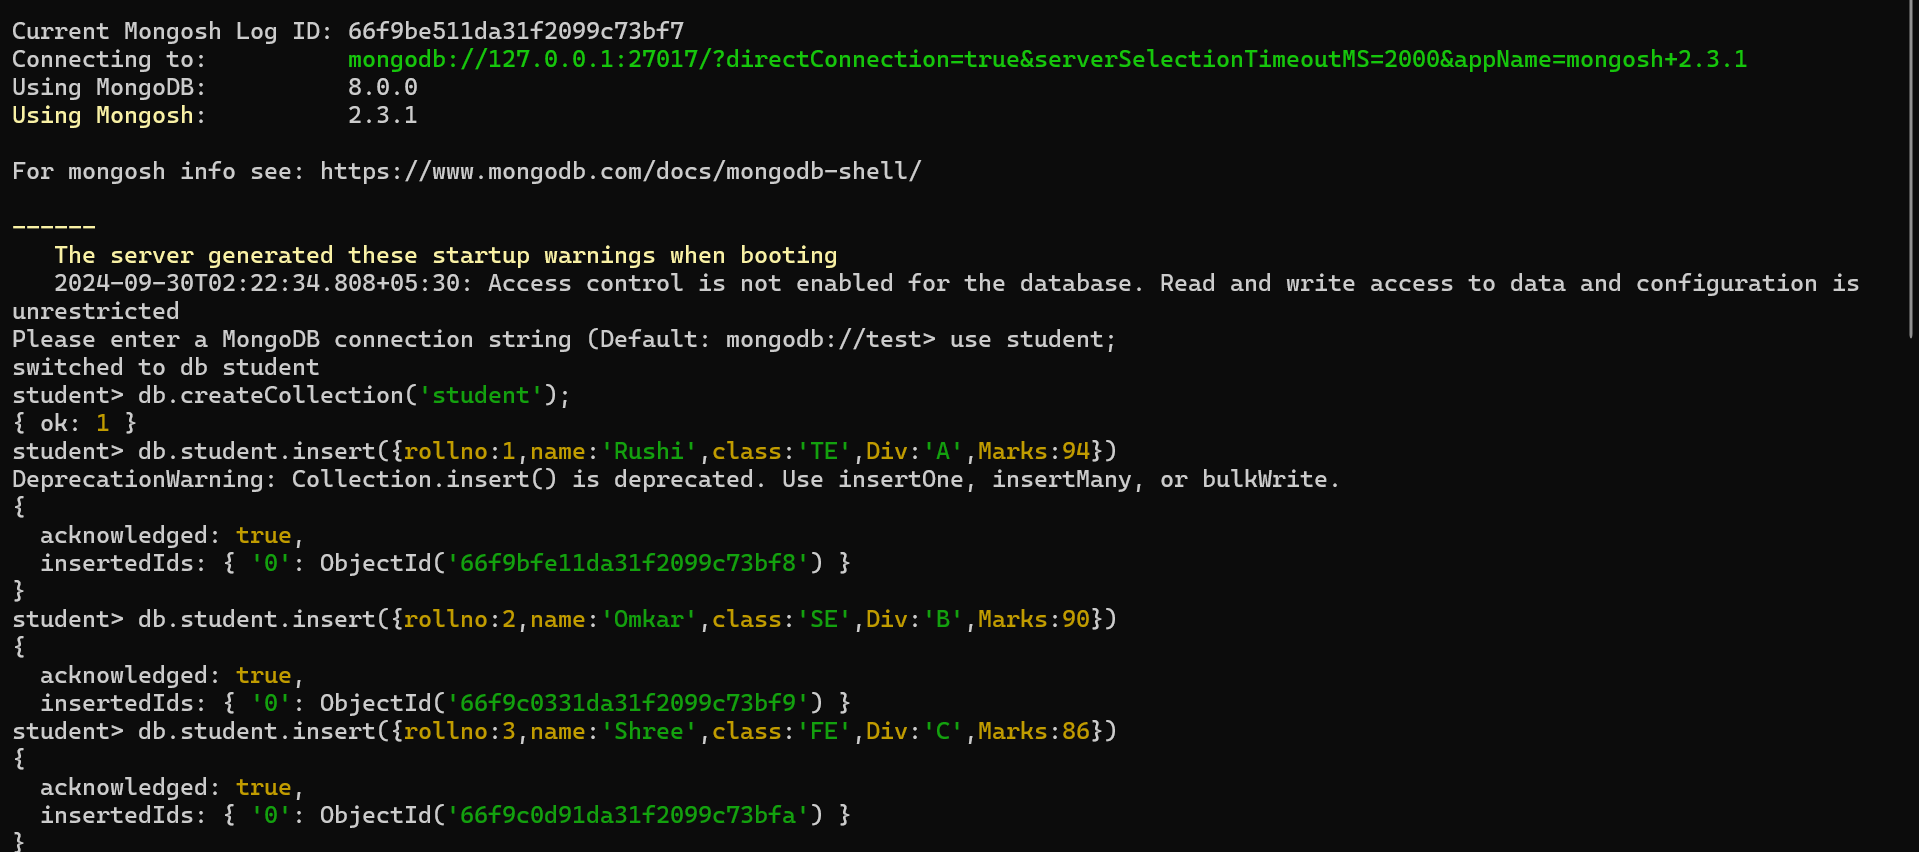 Current Mongosh Log ID: 66f9be511da31f2099c73bf7
Connecting to:          mongodb://127.0.0.1:27017/?directConnection=true&serverSelectionTimeoutMS=2000&appName=mongosh+2.3.1
Using MongoDB:          8.0.0
Using Mongosh:          2.3.1
For mongosh info see: https://www.mongodb.com/docs/mongodb-shell/
------
   The server generated these startup warnings when booting
   2024-09-30T02:22:34.808+05:30: Access control is not enabled for the database. Read and write access to data and configuration is
unrestricted
Please enter a MongoDB connection string (Default: mongodb://test> use student;
switched to db student
student> db.createCollection('student');
{ ok: 1 }
student> db.student.insert({rollno:1,name:'Rushi',class:'TE',Div:'A',Marks:94})
DeprecationWarning: Collection.insert() is deprecated. Use insertOne, insertMany, or bulkWrite.
{
  acknowledged: true,
  insertedIds: { '0': ObjectId('66f9bfe11da31f2099c73bf8') }
}
student> db.student.insert({rollno:2,name:'Omkar',class:'SE',Div:'B',Marks:90})
{
  acknowledged: true,
  insertedIds: { '0': ObjectId('66f9c0331da31f2099c73bf9') }
student> db.student.insert({rollno:3,name:'Shree',class:'FE',Div:'C',Marks:86})
{
  acknowledged: true,
  insertedIds: { '0': ObjectId('66f9c0d91da31f2099c73bfa') }
}